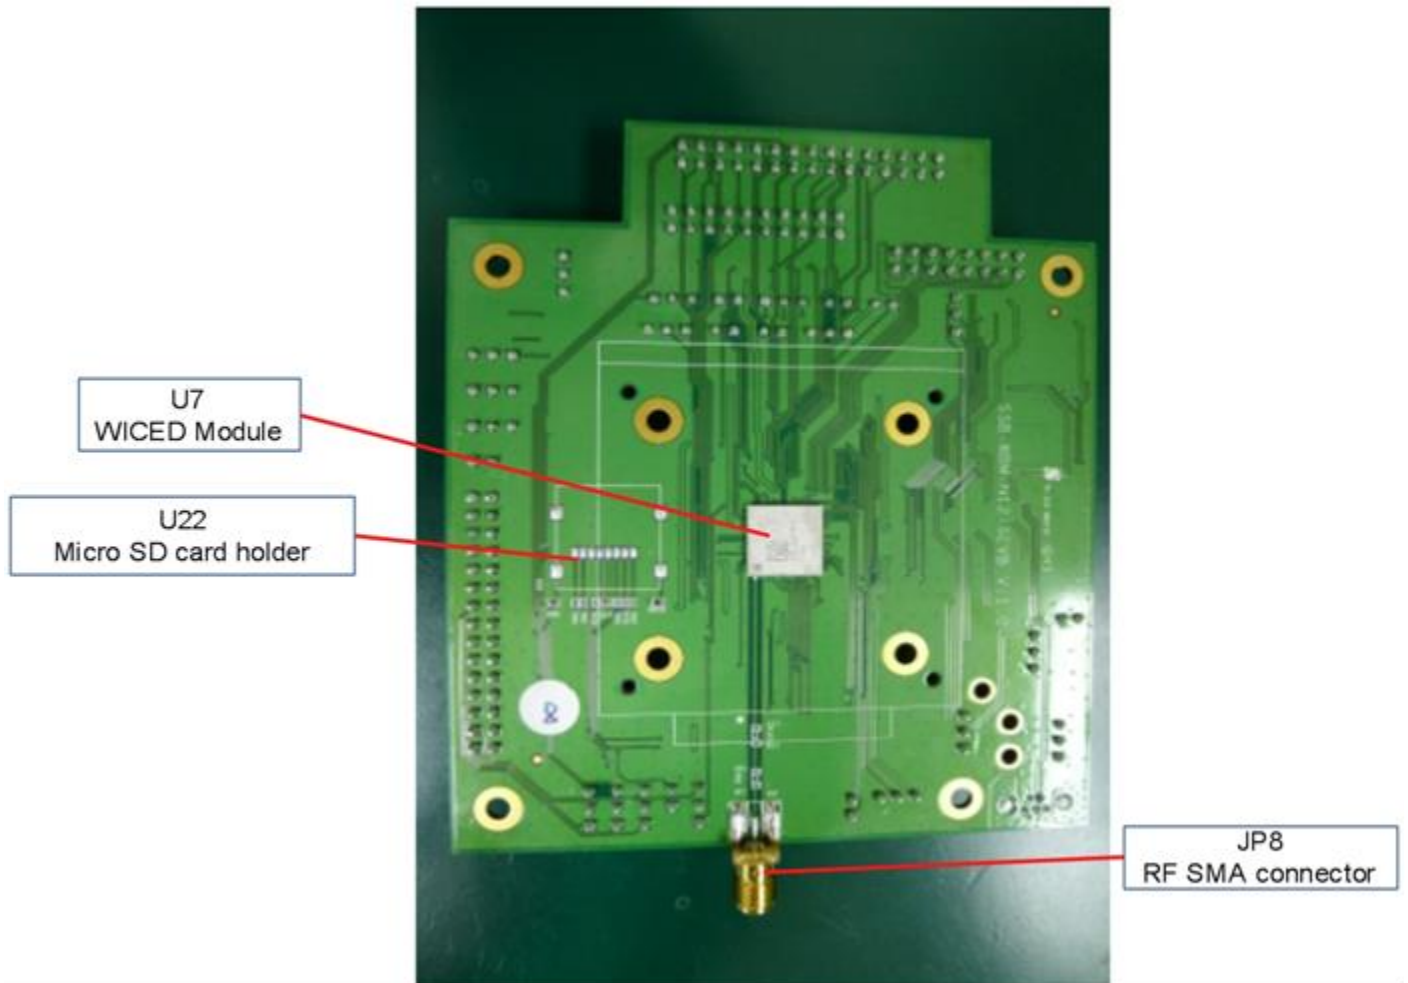 U7
WICED Module
U22
Micro SD card holder
JP8
RF SMA connector